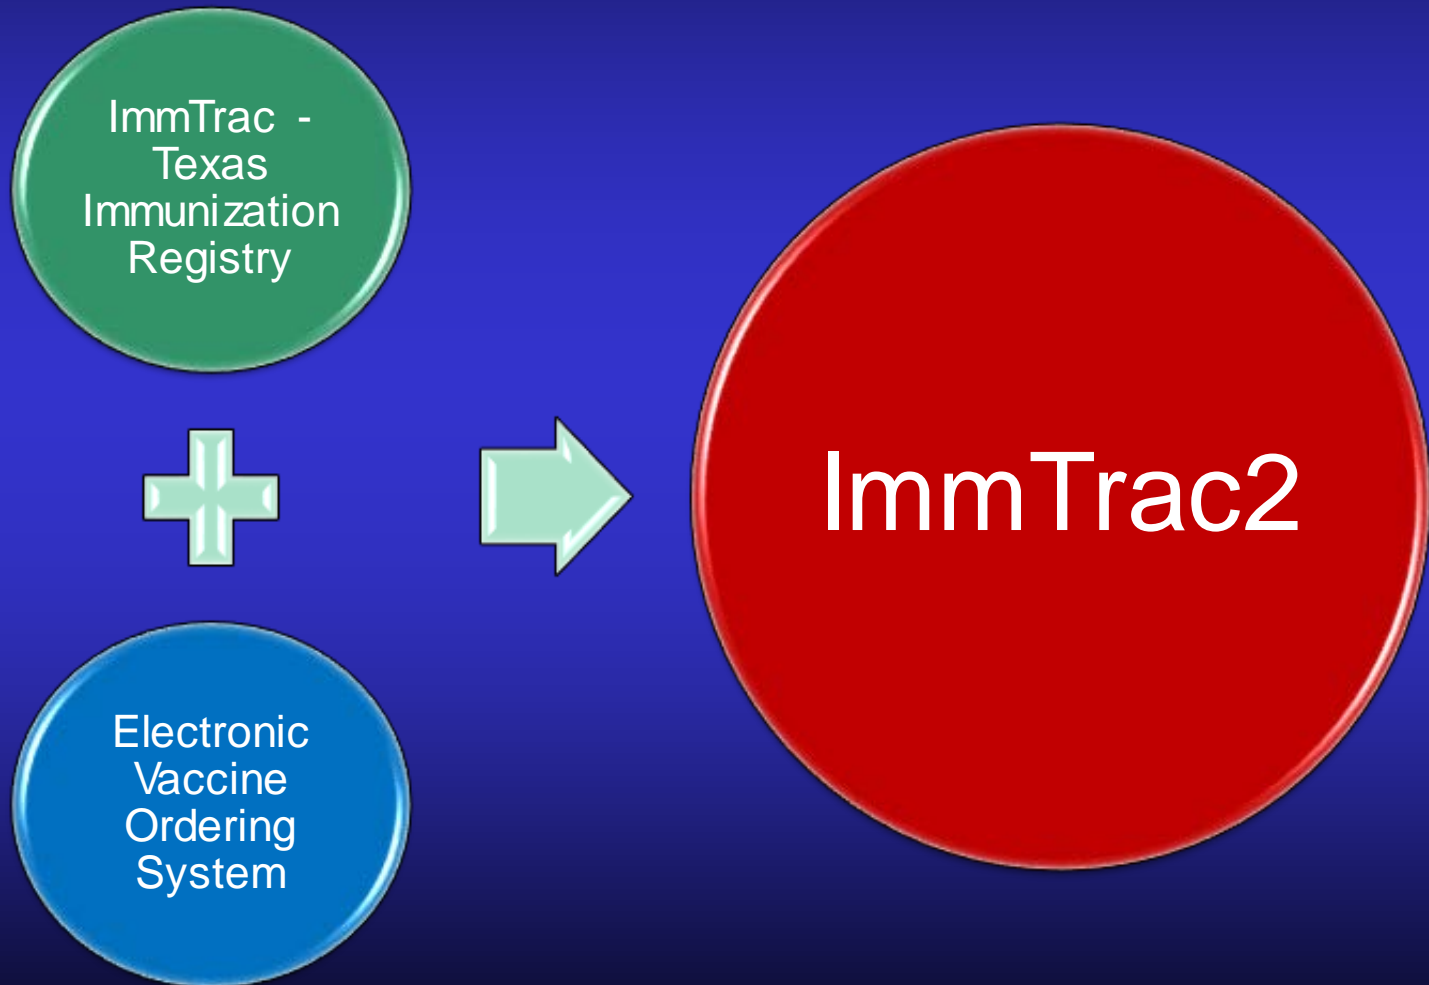 ImmTrac -
Texas
Immunization
Registry
Electronic
Vaccine
Ordering
System
ImmTrac2